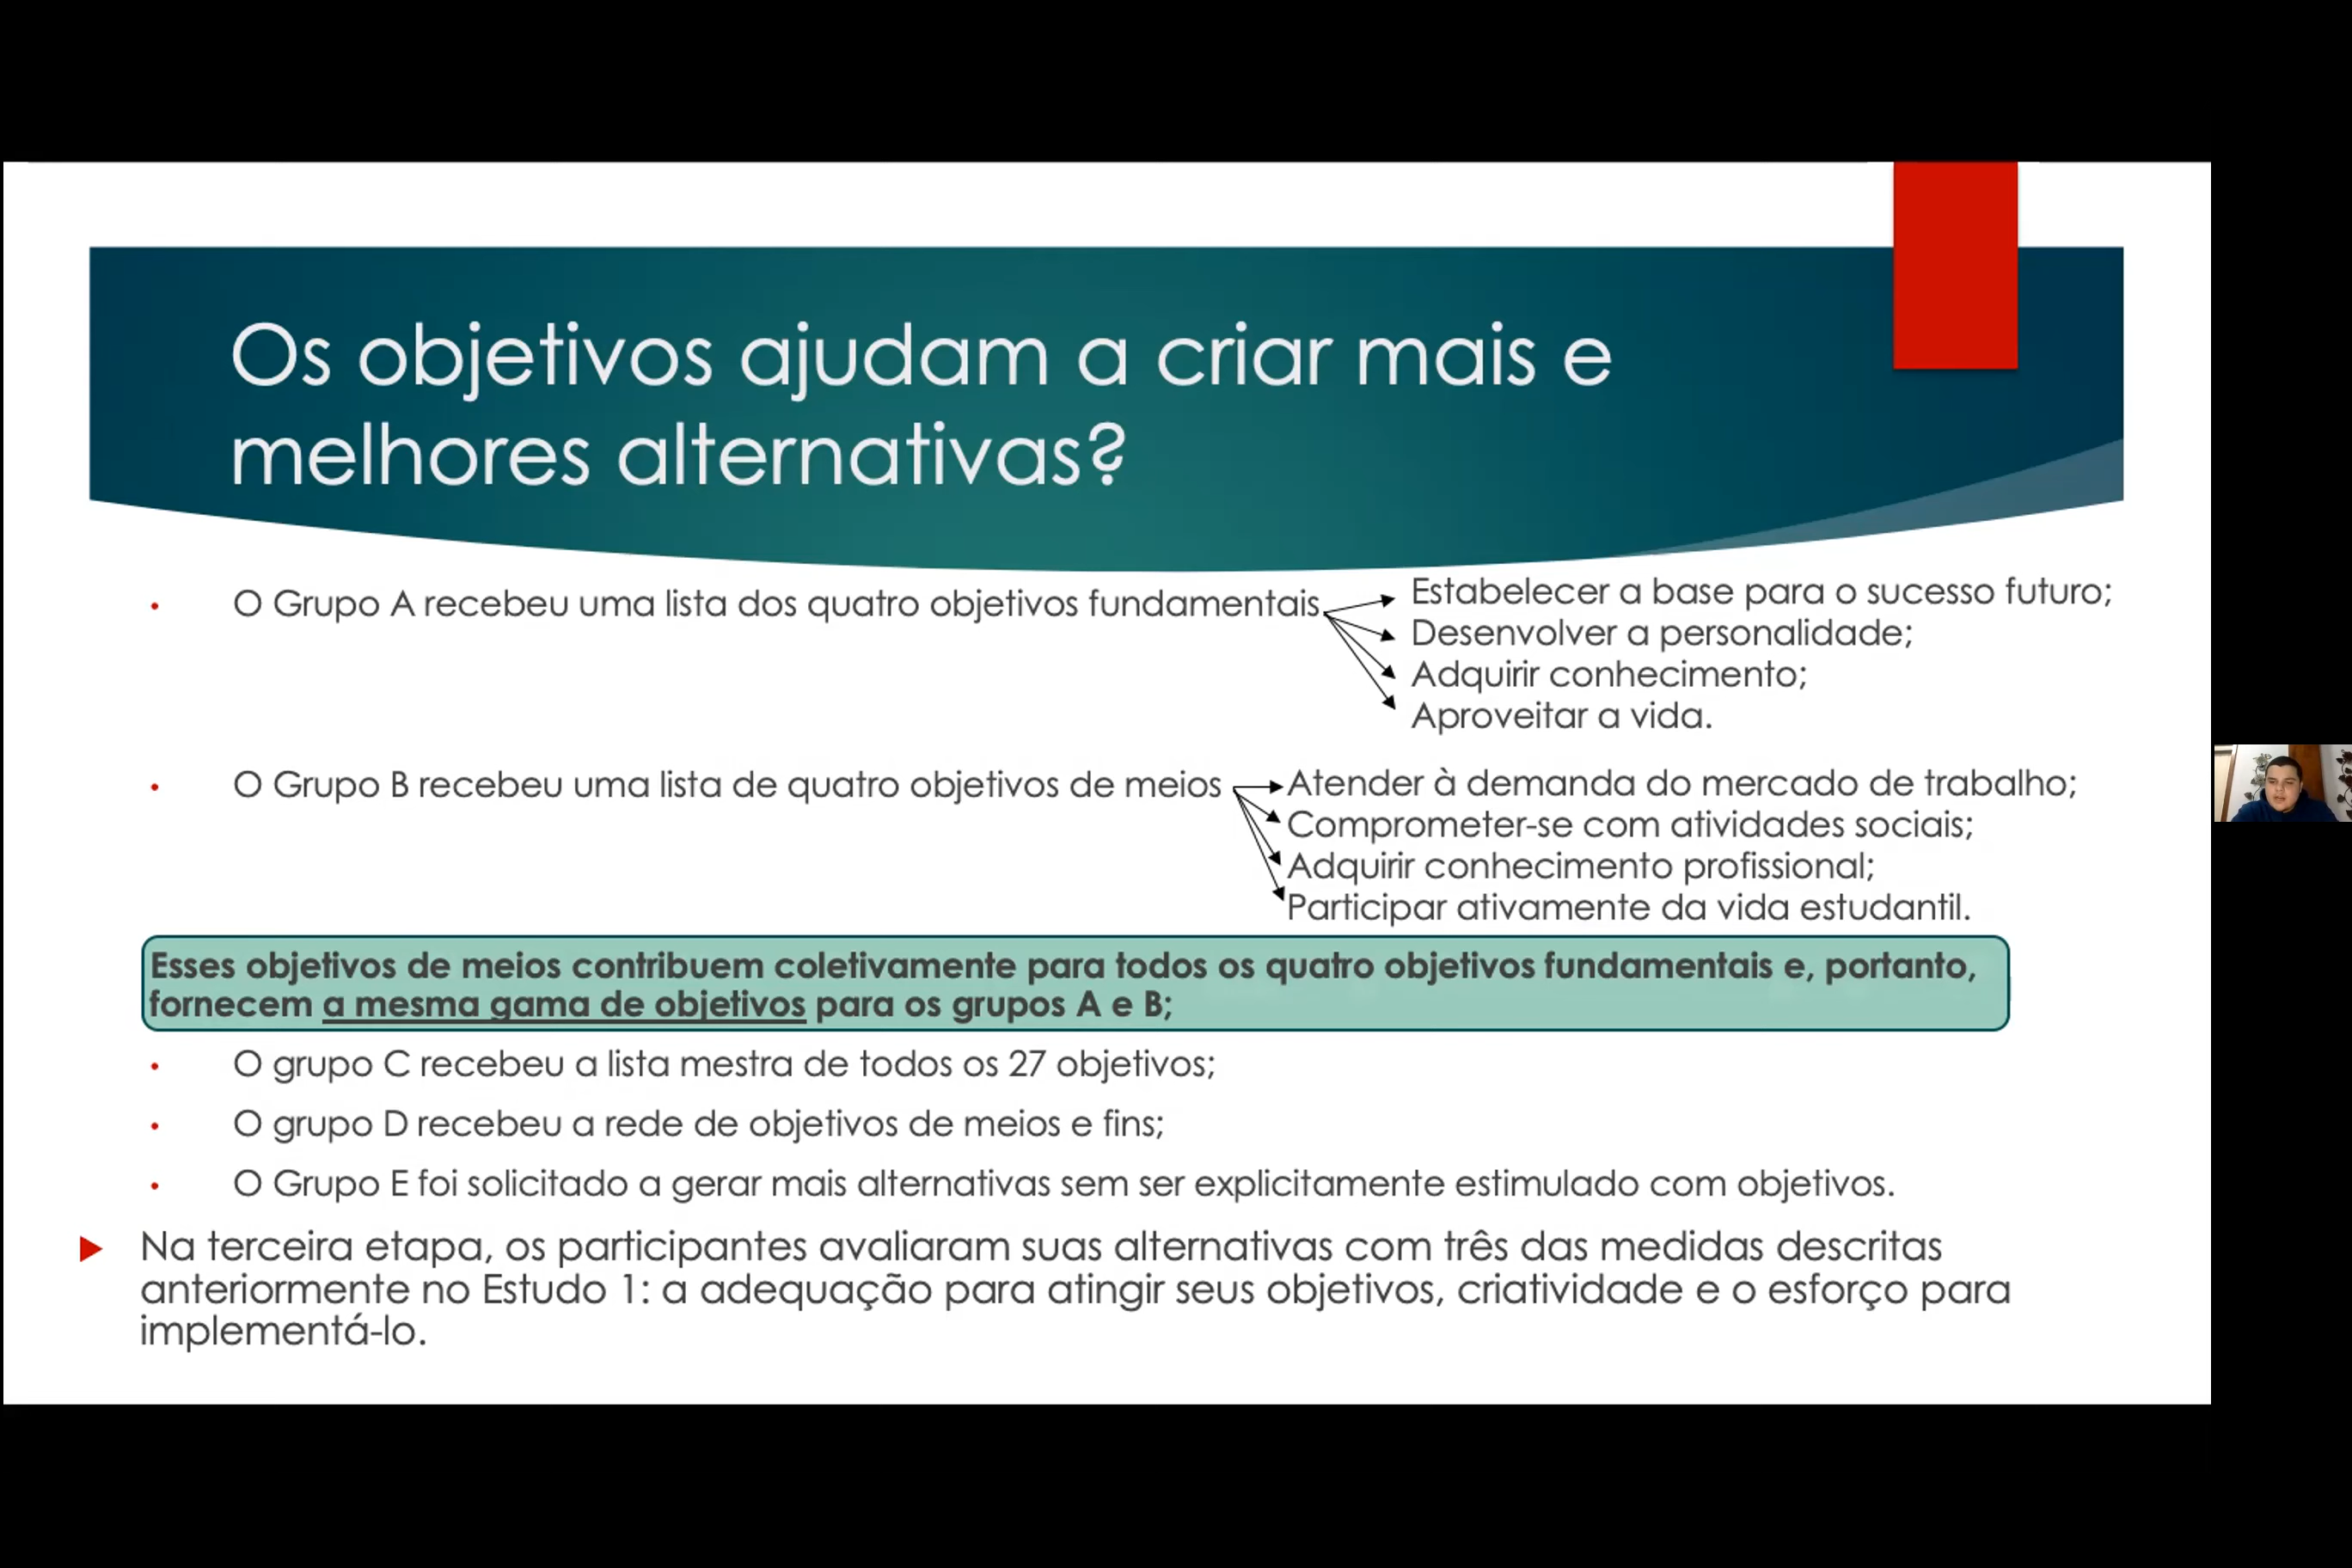 Os objetivos ajudam a criar mais e
melhores alternativas?
• O Grupo A recebeu uma lista dos quatro objetivos fundamentais
Estabelecer a base para o sucesso futuro;
Desenvolver a personalidade;
Adquirir conhecimento;
Aproveitar a vida.
• O Grupo B recebeu uma lista de quatro objetivos de meios
Atender à demanda do mercado de trabalho;
Comprometer-se com atividades sociais;
Adquirir conhecimento profissional;
Participar ativamente da vida estudantil.
Esses objetivos de meios contribuem coletivamente para todos os quatro objetivos fundamentais e, portanto,
fornecem a mesma gama de objetivos para os grupos A e B;
• O grupo C recebeu a lista mestra de todos os 27 objetivos;
• O grupo D recebeu a rede de objetivos de meios e fins;
• O Grupo E foi solicitado a gerar mais alternativas sem ser explicitamente estimulado com objetivos.
Na terceira etapa, os participantes avaliaram suas alternativas com três das medidas descritas
anteriormente no Estudo 1: a adequação para atingir seus objetivos, criatividade e o esforço para
implementá-lo.